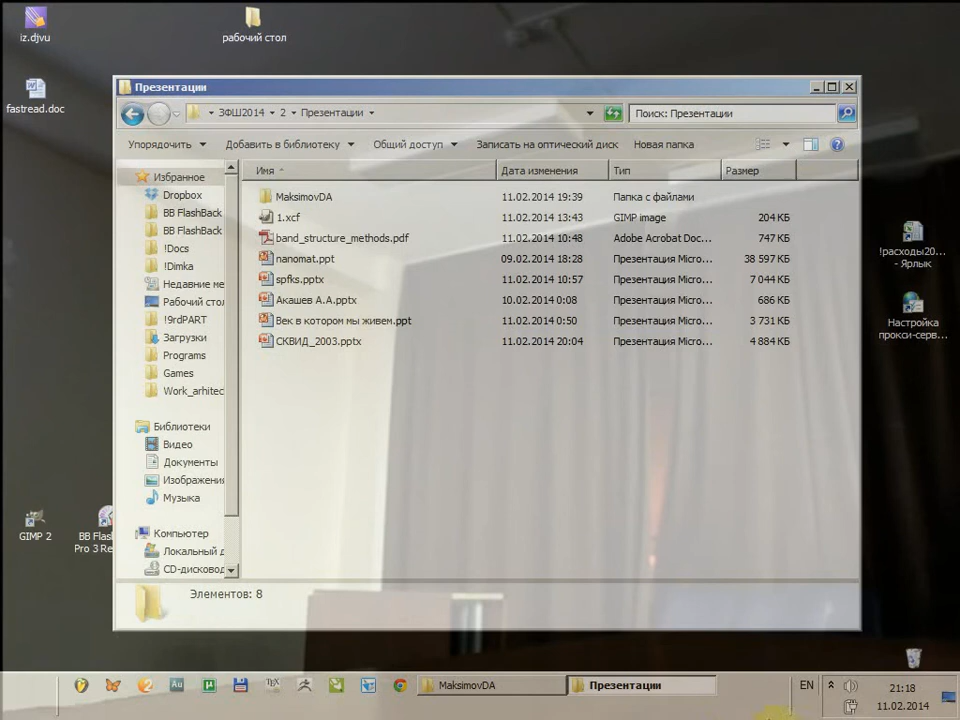 iz.djvu
рабочий стол
fastread.doc
Презентации
ЗФШ2014 2 Презентации
Поиск: Презентации
Упорядочить Добавить в библиотеку Общий доступ Записать на оптический диск Новая папка
Избранное
Dropbox
BB FlashBack
BB FlashBack
!Docs
!Dimka
Недавние ме
Рабочий стол
!9rdPART
Загрузки
Programs
Games
Work_arhitec
Библиотеки
Видео
Документы
Изображения
Музыка
Компьютер
Локальный д
CD-дисковод
Имя Дата изменения Тип Размер
MaksimovDA 11.02.2014 19:39 Папка с файлами
1.xcf 11.02.2014 13:43 GIMP image 204 КБ
band_structure_methods.pdf 11.02.2014 10:48 Adobe Acrobat Doc... 747 КБ
nanomat.ppt 09.02.2014 18:28 Презентация Micro... 38 597 КБ
spfks.pptx 11.02.2014 10:57 Презентация Micro... 7 044 КБ
Акашев А.А.pptx 10.02.2014 0:08 Презентация Micro... 686 КБ
Век в котором мы живем.ppt 11.02.2014 0:50 Презентация Micro... 3 731 КБ
СКВИД_2003.pptx 11.02.2014 20:04 Презентация Micro... 4 884 КБ
!расходы20...
- Ярлык
Настройка
прокси-серв...
GIMP 2
BB Flas
Pro 3 Re
Элементов: 8
Au
TEX
MaksimovDA
Презентации
EN
21:18
11.02.2014